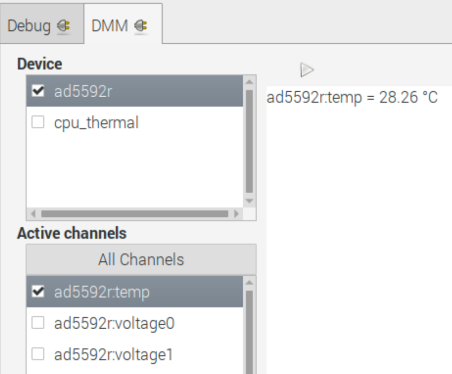 Debug DMM
Device
ad5592r
cpu_thermal
ad5592r:temp = 28.26 °C
Active channels
All Channels
ad5592r:temp
ad5592r:voltage0
ad5592r:voltage1